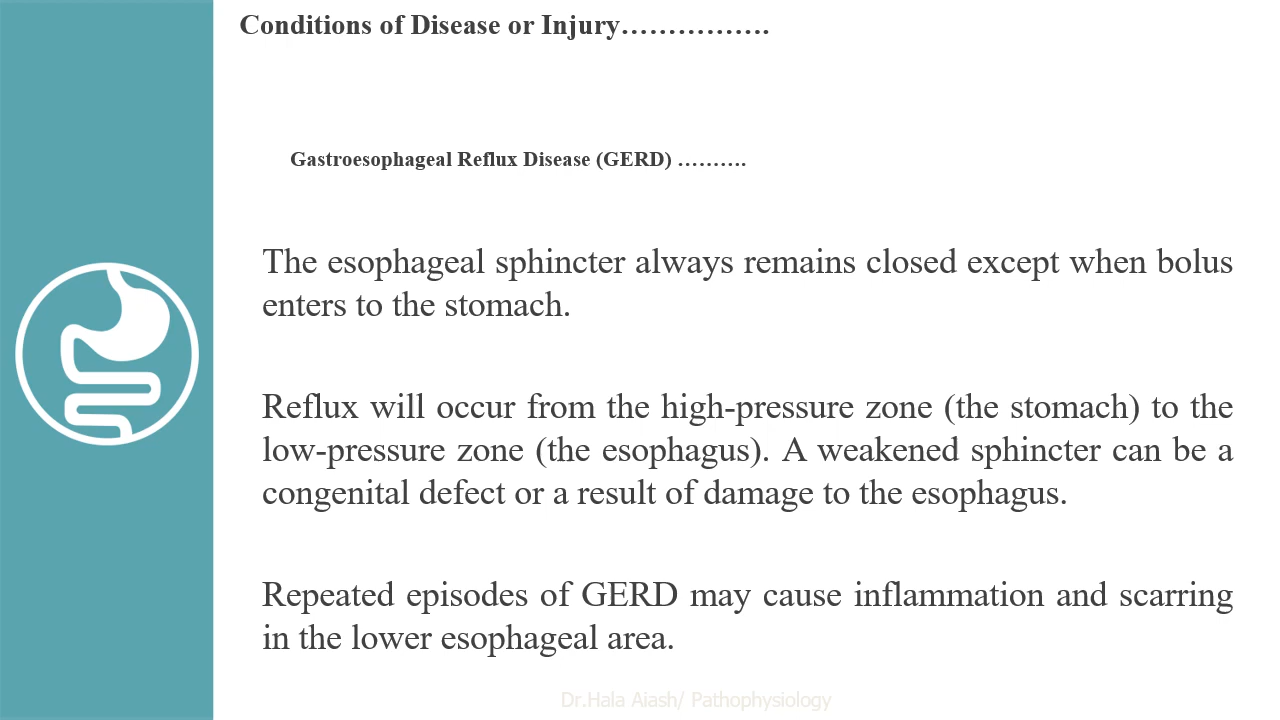 Conditions of Disease or Injury…………….
Gastroesophageal Reflux Disease (GERD) ……….
The esophageal sphincter always remains closed except when bolus
enters to the stomach.
Reflux will occur from the high-pressure zone (the stomach) to the
low-pressure zone (the esophagus). A weakened sphincter can be a
congenital defect or a result of damage to the esophagus.
Repeated episodes of GERD may cause inflammation and scarring
in the lower esophageal area.
Dr.Hala Aiash/ Pathophysiology